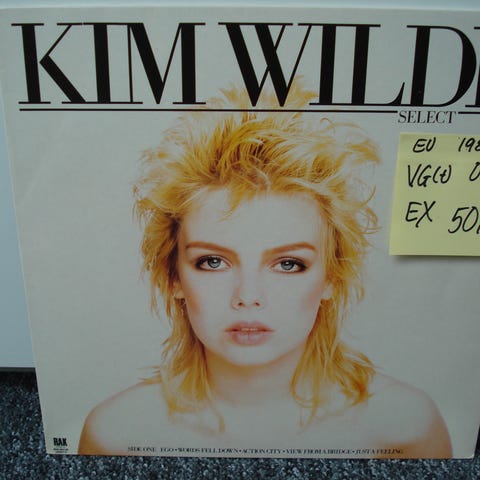 KIM WILD
SELECT
EU 198
VG(+)
EX 50
RAK
SIDE ONE EGO • WORDS FELL DOWN • ACTION CITY • VIEW FROM A BRIDGE • JUST A FEELING